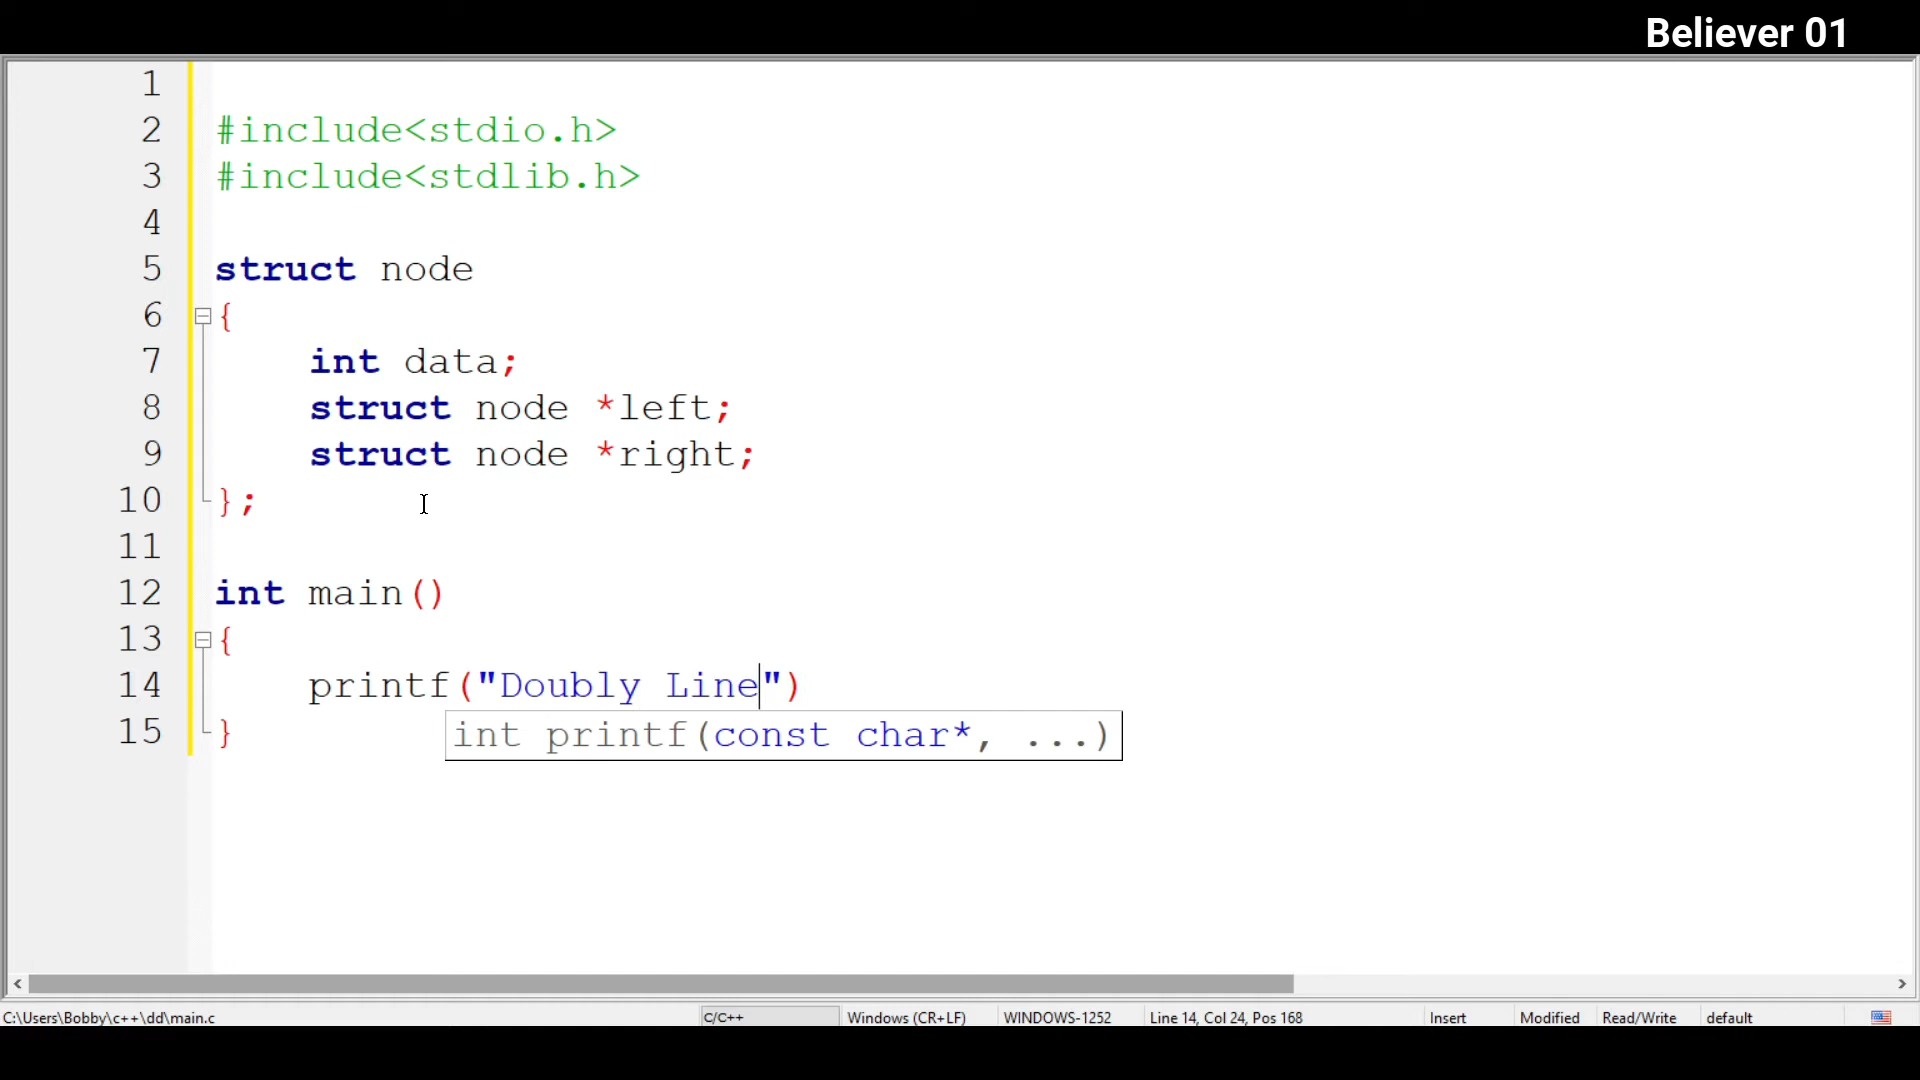 Believer 01
1
2 #include<stdio.h>
3 #include<stdlib.h>
4
5 struct node
6 {
7 int data;
8 struct node *left;
9 struct node *right;
10 };
11
12 int main()
13 {
14 printf("Doubly Line")
15 }
int printf(const char*, ...)
C:\Users\Bobby\c++\dd\main.c C/C++ Windows (CR+LF) WINDOWS-1252 Line 14, Col 24, Pos 168 Insert Modified Read/Write default